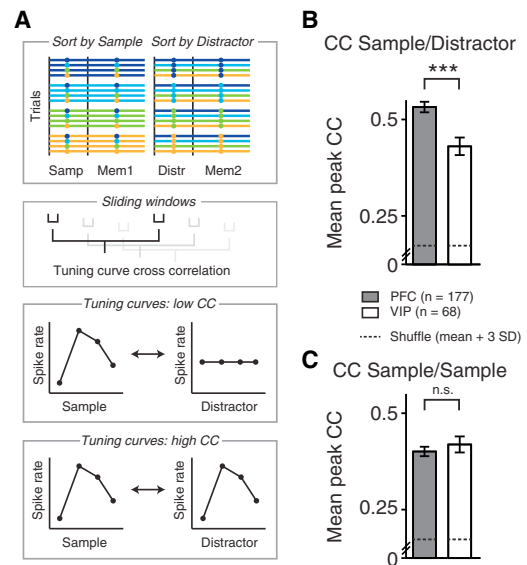 A
Sort by Sample
Sort by Distractor
Trials
Samp
Mem1
Distr
Mem2
Sliding windows
Tuning curve cross correlation
Tuning curves: low CC
Spike rate
Sample
Spike rate
Distractor
Tuning curves: high CC
Spike rate
Sample
Spike rate
Distractor
B
CC Sample/Distractor
***
Mean peak CC
0.5
0.25
0
PFC (n = 177)
VIP (n = 68)
Shuffle (mean + 3 SD)
C
CC Sample/Sample
n.s.
Mean peak CC
0.5
0.25
0